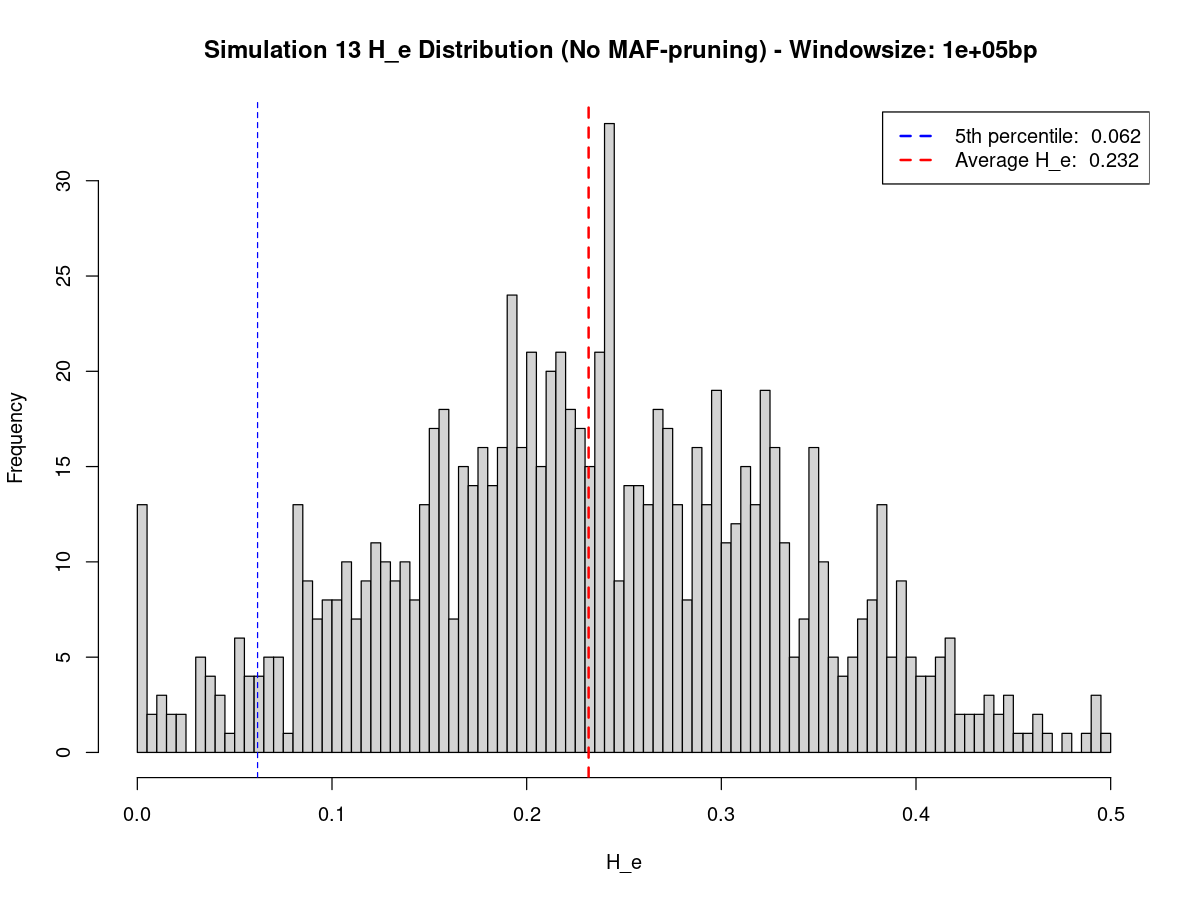 Simulation 13 H_e Distribution (No MAF-pruning) - Windowsize: 1e+05bp
5th percentile: 0.062
Average H_e: 0.232
Frequency
30
25
20
15
10
5
0
0.0 0.1 0.2 0.3 0.4 0.5
H_e